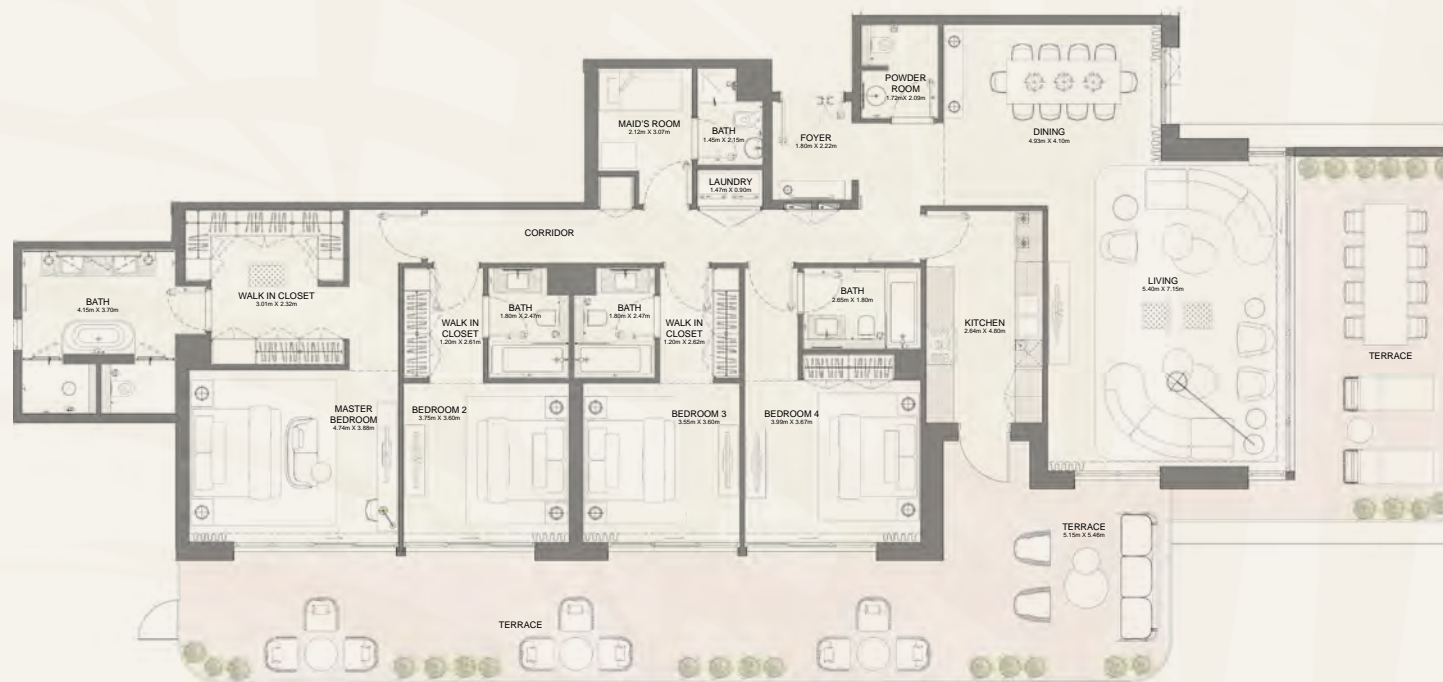 POWDER
ROOM
1.72m X 2.09m
MAID'S ROOM
2.12m X 3.07m
BATH
1.45m X 2.15m
FOYER
1.80m X 2.22m
DINING
4.93m X 4.10m
LAUNDRY
1.47m X 0.90m
CORRIDOR
BATH
4.15m X 3.70m
WALK IN CLOSET
3.01m X 2.32m
WALK IN
CLOSET
1.20m X 2.61m
BATH
1.80m X 2.47m
BATH
1.80m X 2.47m
WALK IN
CLOSET
1.20m X 2.62m
BATH
2.65m X 1.80m
KITCHEN
2.64m X 4.80m
LIVING
5.40m X 7.15m
TERRACE
MASTER
BEDROOM
4.74m X 3.88m
BEDROOM 2
3.75m X 3.60m
BEDROOM 3
3.55m X 3.60m
BEDROOM 4
3.99m X 3.67m
TERRACE
5.15m X 5.46m
TERRACE